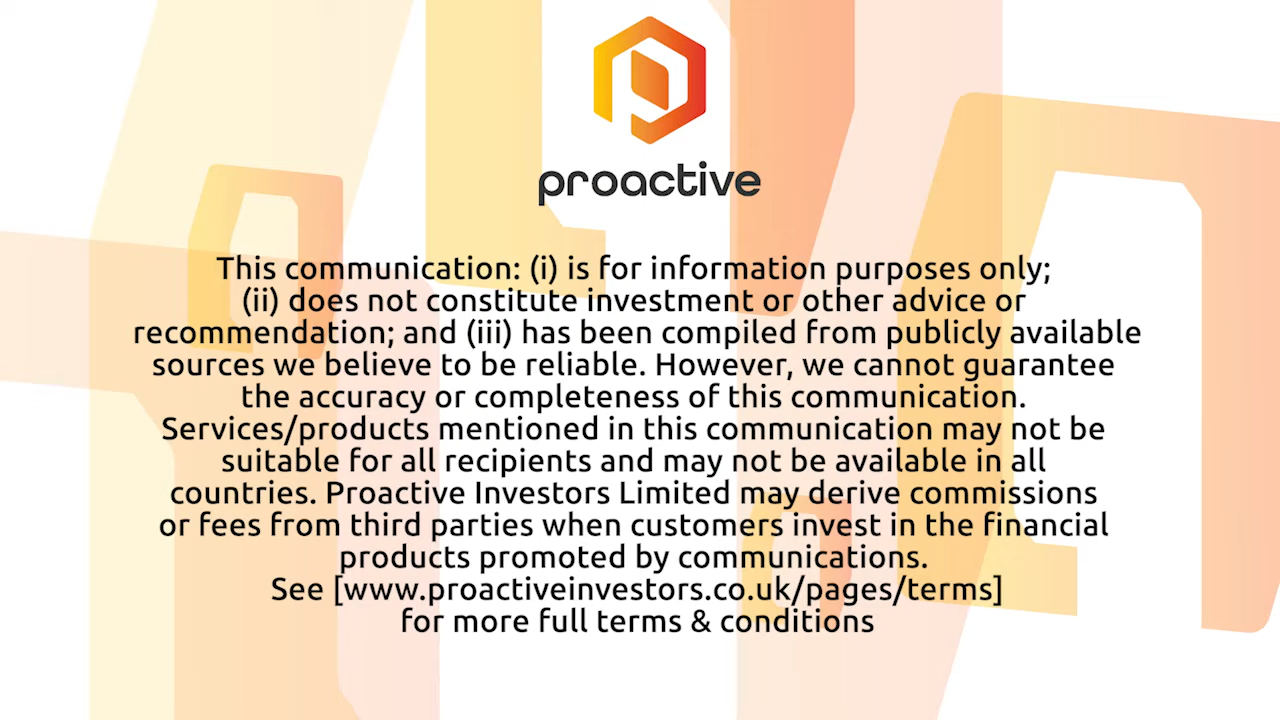 proactive
This communication: (i) is for information purposes only;
(ii) does not constitute investment or other advice or
recommendation; and (iii) has been compiled from publicly available
sources we believe to be reliable. However, we cannot guarantee
the accuracy or completeness of this communication.
Services/products mentioned in this communication may not be
suitable for all recipients and may not be available in all
countries. Proactive Investors Limited may derive commissions
or fees from third parties when customers invest in the financial
products promoted by communications.
See [www.proactiveinvestors.co.uk/pages/terms]
for more full terms & conditions